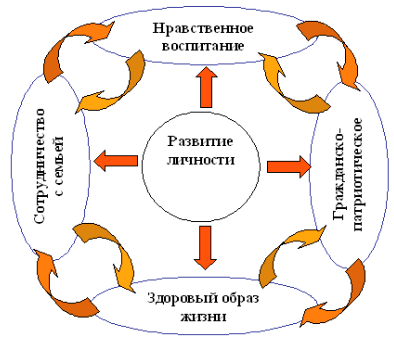 Нравственное
воспитание
Сотрудничество
с семьей
Развитие
личности
Гражданско-
патриотическое
Здоровый образ
жизни